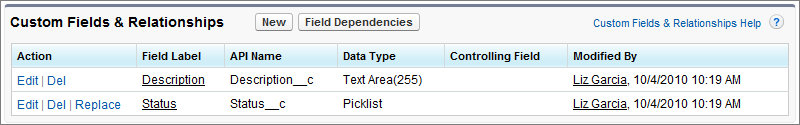 Custom Fields & Relationships New Field Dependencies Custom Fields & Relationships Help ?
Action Field Label API Name Data Type Controlling Field Modified By
Edit | Del Description Description__c Text Area(255) Liz Garcia, 10/4/2010 10:19 AM
Edit | Del | Replace Status Status__c Picklist Liz Garcia, 10/4/2010 10:19 AM